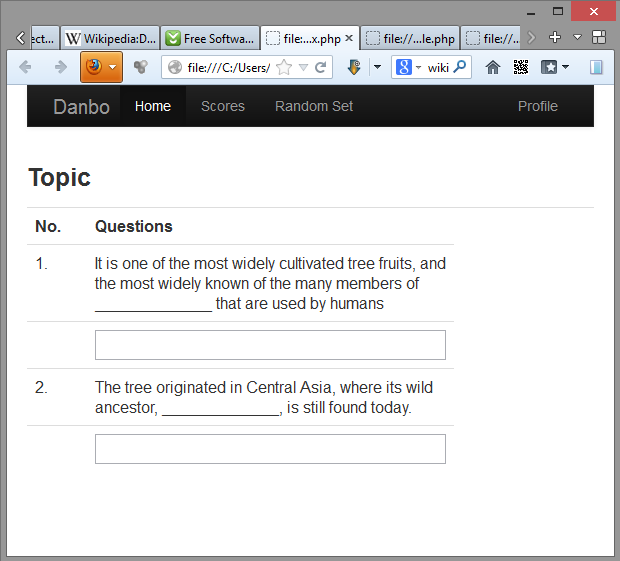 ect...
Wikipedia:D...
Free Softwa...
file:...x.php
file://...le.php
file://..
file:///C:/Users/
wiki
Danbo Home Scores Random Set Profile
Topic
No. Questions
1. It is one of the most widely cultivated tree fruits, and
the most widely known of the many members of
______________ that are used by humans
2. The tree originated in Central Asia, where its wild
ancestor, ______________, is still found today.